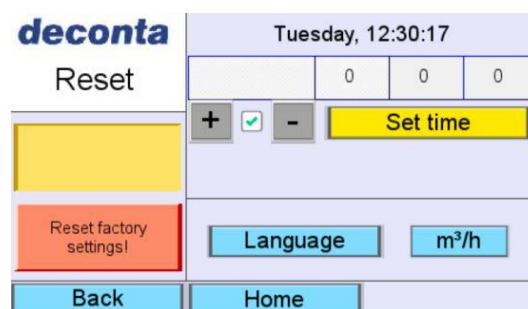 deconta
Tuesday, 12:30:17
Reset
0 0 0
+ -
Set time
Reset factory
settings!
Language
m³/h
Back
Home